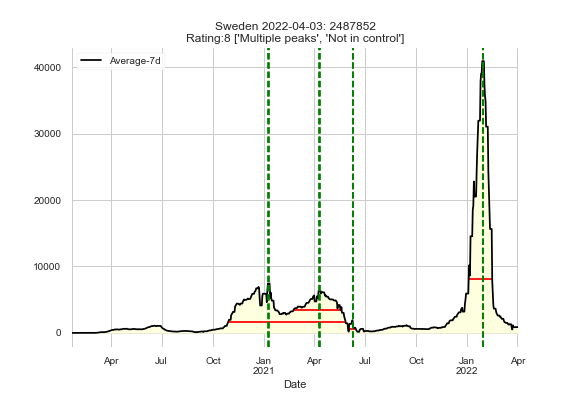 Sweden 2022-04-03: 2487852
Rating:8 ['Multiple peaks', 'Not in control']
Average-7d
40000
30000
20000
10000
0
Apr Jul Oct Jan Apr Jul Oct Jan Apr
2021 2022
Date